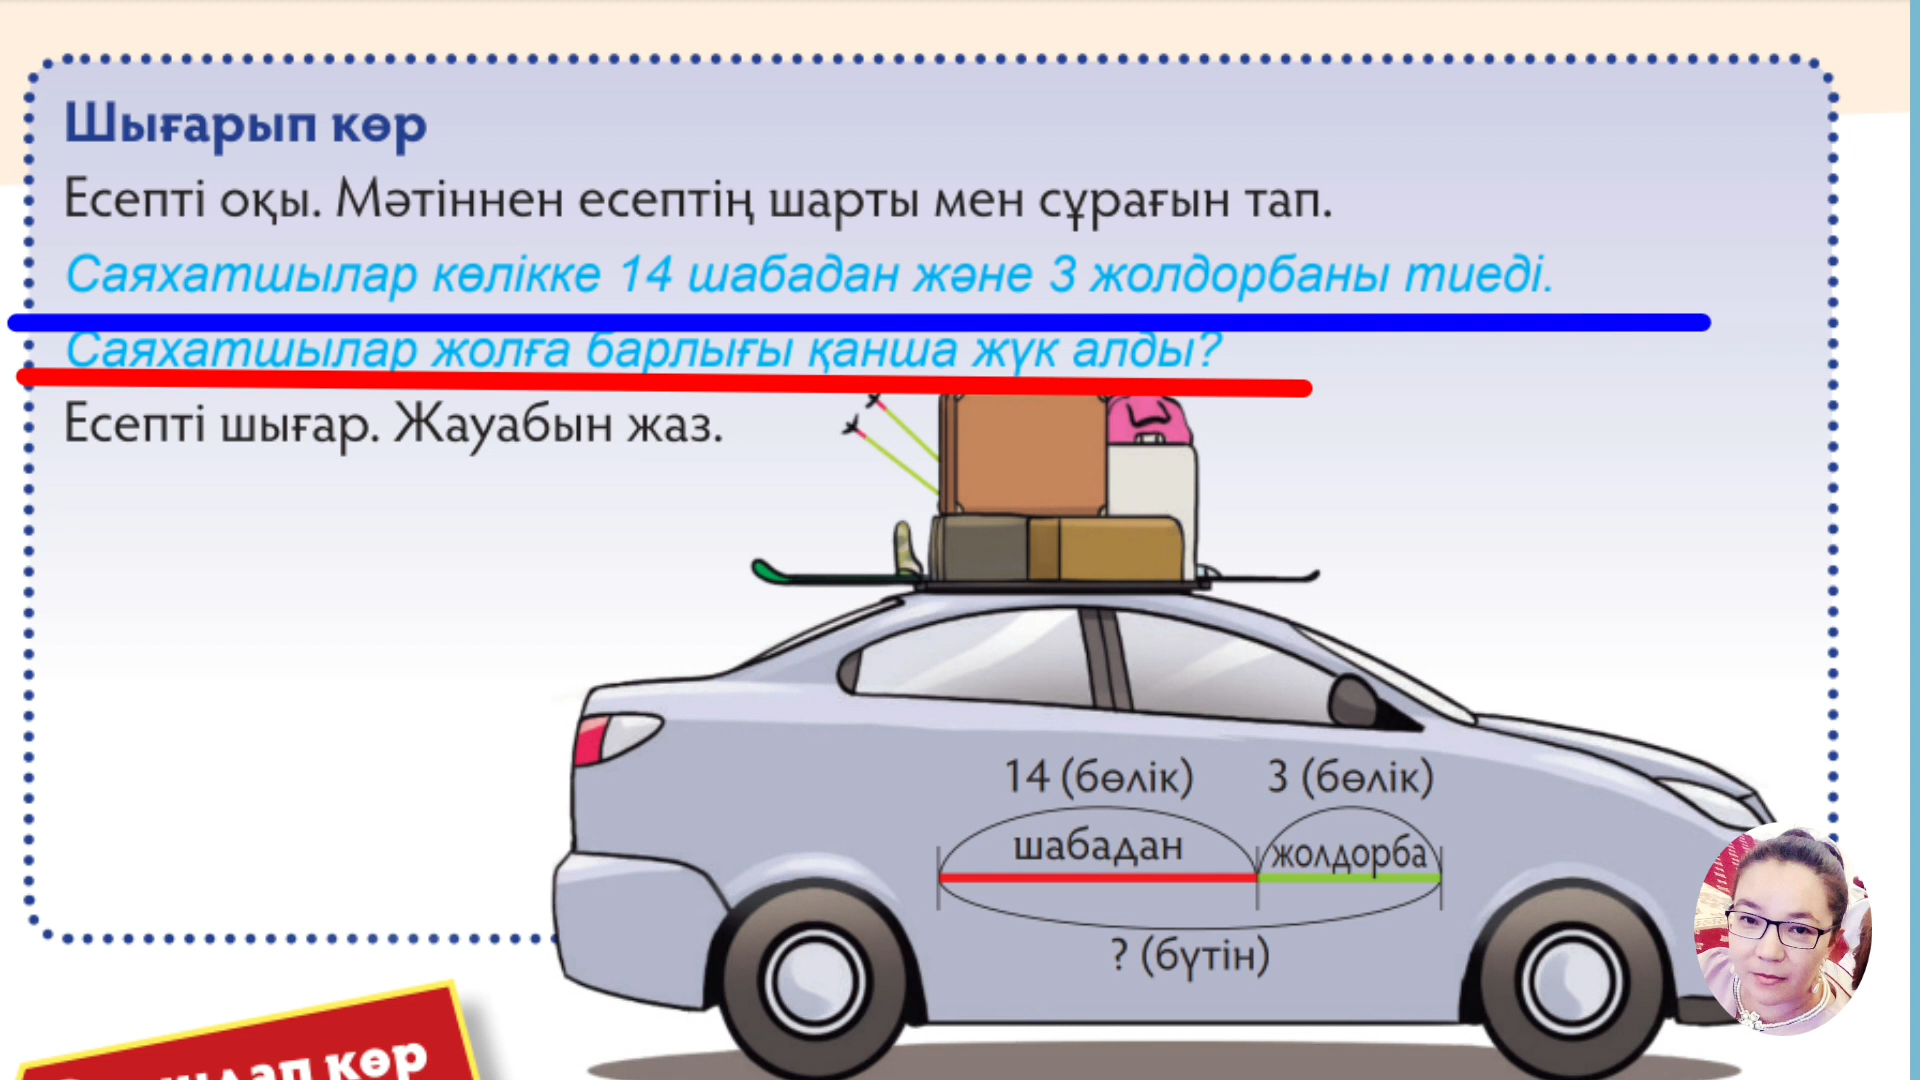 Шығарып көр
Есепті оқы. Мәтіннен есептің шарты мен сұрағын тап.
Саяхатшылар көлікке 14 шабадан және 3 жолдорбаны тиеді.
Саяхатшылар жолға барлығы қанша жүк алды?
Есепті шығар. Жауабын жаз.
14 (бөлік) 3 (бөлік)
шабадан жолдорба
? (бүтін)
көр